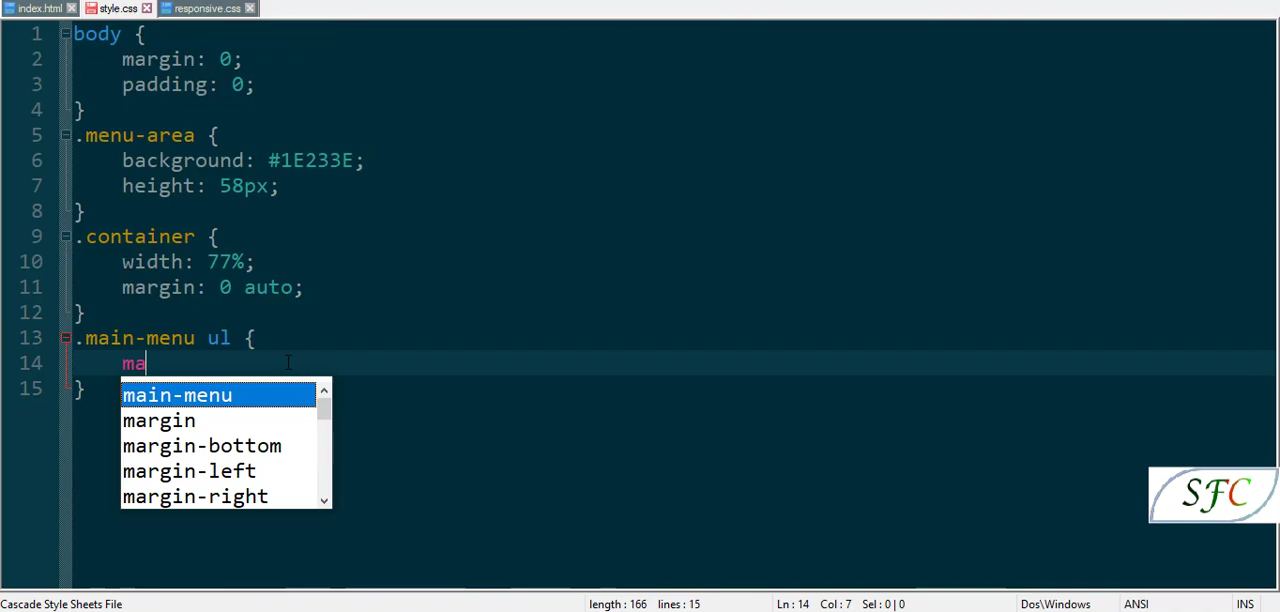 index.html style.css responsive.css
1 body {
2 margin: 0;
3 padding: 0;
4 }
5 .menu-area {
6 background: #1E233E;
7 height: 58px;
8 }
9 .container {
10 width: 77%;
11 margin: 0 auto;
12 }
13 .main-menu ul {
14 ma
15 }
main-menu
margin
margin-bottom
margin-left
margin-right
SFC
Cascade Style Sheets File length : 166 lines : 15 Ln : 14 Col : 7 Sel : 0 | 0 Dos\Windows ANSI INS